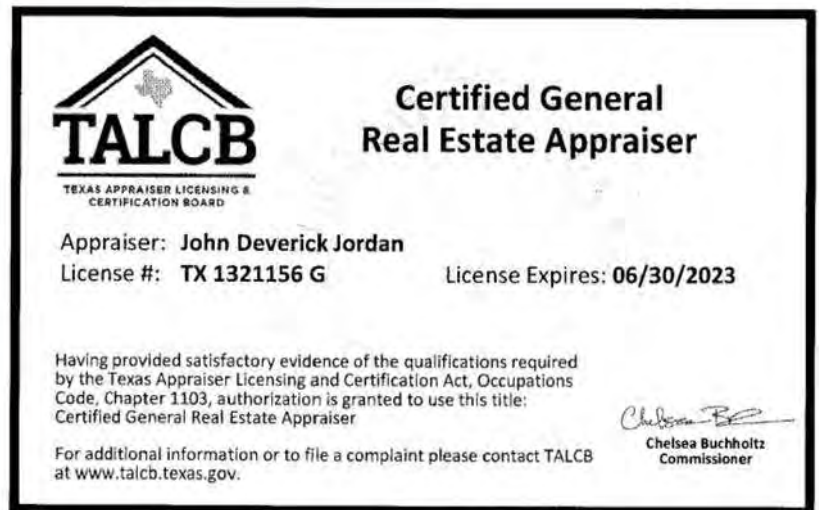 TALCB
TEXAS APPRAISER LICENSING &
CERTIFICATION BOARD
Certified General
Real Estate Appraiser
Appraiser: John Deverick Jordan
License #: TX 1321156 G
License Expires: 06/30/2023
Having provided satisfactory evidence of the qualifications required
by the Texas Appraiser Licensing and Certification Act, Occupations
Code, Chapter 1103, authorization is granted to use this title:
Certified General Real Estate Appraiser
For additional information or to file a complaint please contact TALCB
at www.talcb.texas.gov.
Chelsea Buchholtz
Commissioner